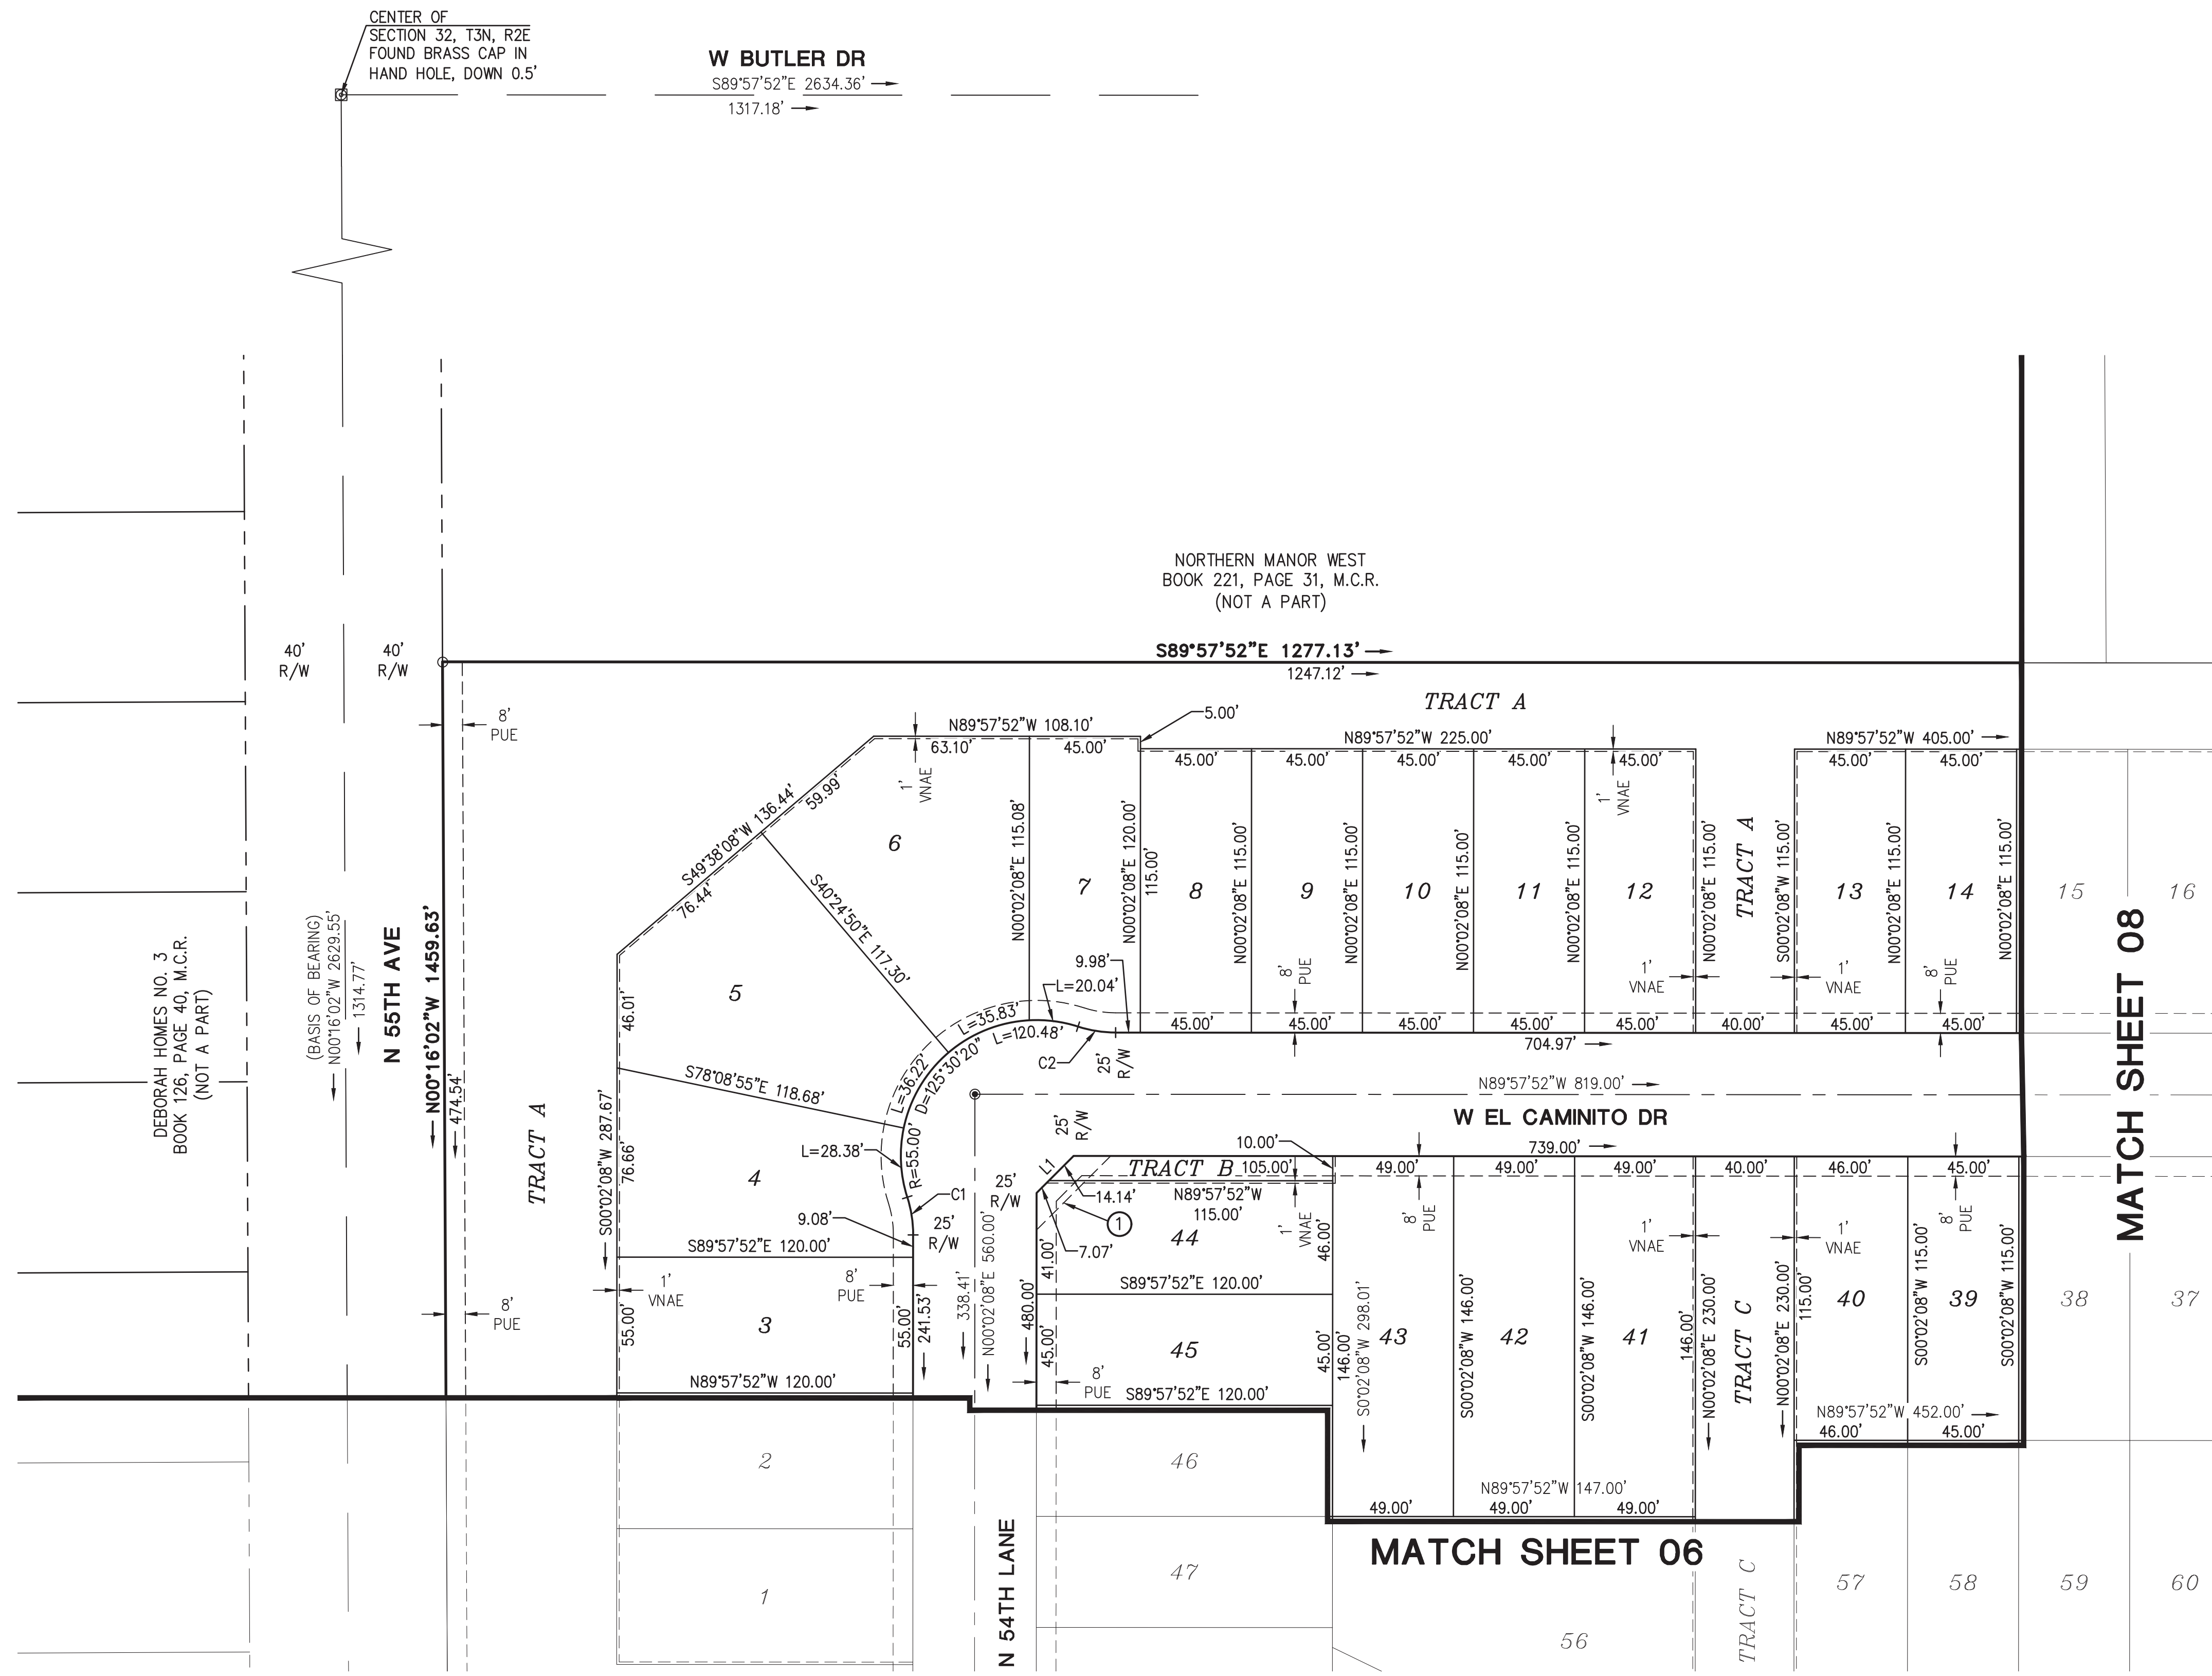 CENTER OF
SECTION 32, T3N, R2E
FOUND BRASS CAP IN
HAND HOLE, DOWN 0.5'
W BUTLER DR
S89°57'52"E 2634.36'
1317.18'
NORTHERN MANOR WEST
BOOK 221, PAGE 31, M.C.R.
(NOT A PART)
40'
R/W
40'
R/W
S89°57'52"E 1277.13'
1247.12'
TRACT A
8'
PUE
N89°57'52"W 108.10'
5.00'
63.10'
45.00'
1'
VNAE
N89°57'52"W 225.00'
45.00'
45.00'
45.00'
45.00'
45.00'
1'
VNAE
N89°57'52"W 405.00'
45.00'
45.00'
S49°38'08"W 136.44'
59.99'
76.44'
6
S40°24'50"E 117.30'
N00°02'08"E 115.08'
7
N00°02'08"E 120.00'
115.00'
8
N00°02'08"E 115.00'
9
N00°02'08"E 115.00'
10
N00°02'08"E 115.00'
11
N00°02'08"E 115.00'
12
N00°02'08"E 115.00'
TRACT A
S00°02'08"W 115.00'
13
N00°02'08"E 115.00'
14
N00°02'08"E 115.00'
15
16
MATCH SHEET 08
DEBORAH HOMES NO. 3
BOOK 126, PAGE 40, M.C.R.
(NOT A PART)
(BASIS OF BEARING)
N00°16'02"W 2629.55'
1314.77'
N 55TH AVE
N00°16'02"W 1459.63'
474.54'
TRACT A
5
46.01'
9.98'
L=20.04'
8'
PUE
1'
VNAE
1'
VNAE
8'
PUE
L=35.83'
L=120.48'
L=36.22'
D=125°30'20"
C2
25'
R/W
45.00'
45.00'
45.00'
45.00'
45.00'
40.00'
45.00'
45.00'
704.97'
S78°08'55"E 118.68'
N89°57'52"W 819.00'
W EL CAMINITO DR
739.00'
S00°02'08"W 287.67'
76.66'
4
L=28.38'
R=55.00'
C1
9.08'
25'
R/W
25'
R/W
25'
R/W
L1
TRACT B
105.00'
10.00'
14.14'
N89°57'52"W
115.00'
1
7.07'
49.00'
49.00'
49.00'
40.00'
46.00'
45.00'
8'
PUE
1'
VNAE
1'
VNAE
1'
VNAE
8'
PUE
S89°57'52"E 120.00'
1'
VNAE
8'
PUE
3
55.00'
55.00'
241.53'
338.41'
N00°02'08"E 560.00'
480.00'
41.00'
44
46.00'
S89°57'52"E 120.00'
45.00'
45
45.00'
146.00'
S0°02'08"W 298.01'
43
S00°02'08"W 146.00'
42
S00°02'08"W 146.00'
41
146.00'
N00°02'08"E 230.00'
TRACT C
N00°02'08"E 230.00'
115.00'
40
S00°02'08"W 115.00'
39
S00°02'08"W 115.00'
38
37
8'
PUE
N89°57'52"W 120.00'
8'
PUE
S89°57'52"E 120.00'
N89°57'52"W 452.00'
46.00'
45.00'
2
46
N89°57'52"W 147.00'
49.00'
49.00'
49.00'
MATCH SHEET 06
1
N 54TH LANE
47
56
TRACT C
57
58
59
60